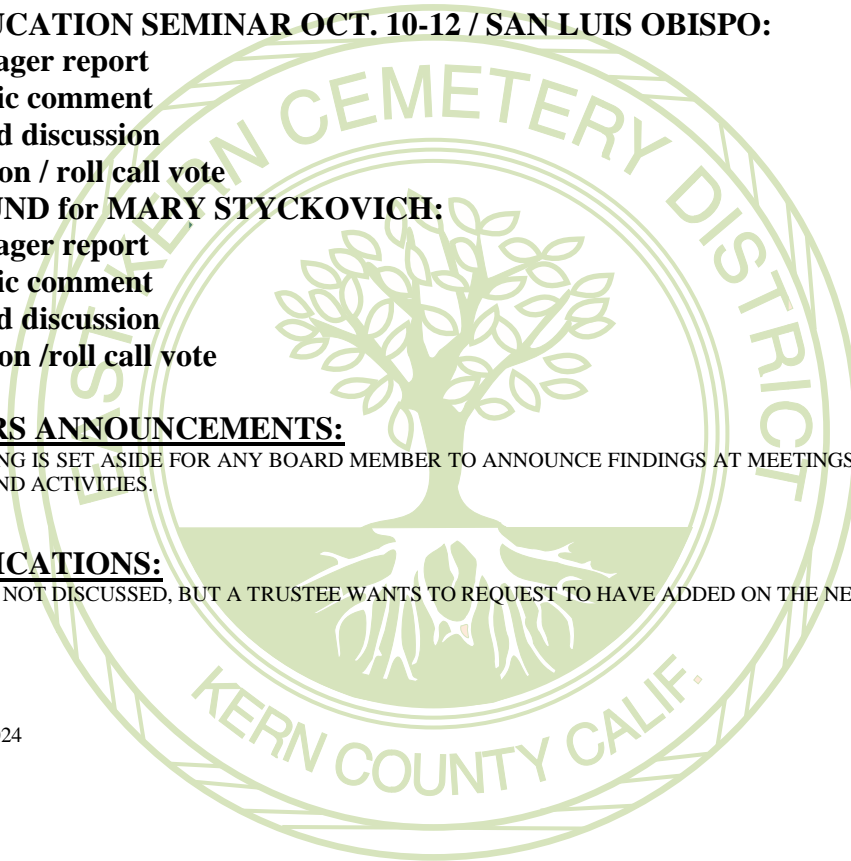 UCATION SEMINAR OCT. 10-12 / SAN LUIS OBISPO:
ager report
ic comment
d discussion
on / roll call vote
UND for MARY STYCKOVICH:
ager report
ic comment
d discussion
on /roll call vote
RS ANNOUNCEMENTS:
NG IS SET ASIDE FOR ANY BOARD MEMBER TO ANNOUNCE FINDINGS AT MEETINGS
ND ACTIVITIES.
ICATIONS:
NOT DISCUSSED, BUT A TRUSTEE WANTS TO REQUEST TO HAVE ADDED ON THE NE
024
EAST KERN CEMETERY DISTRICT
KERN COUNTY CALIF.